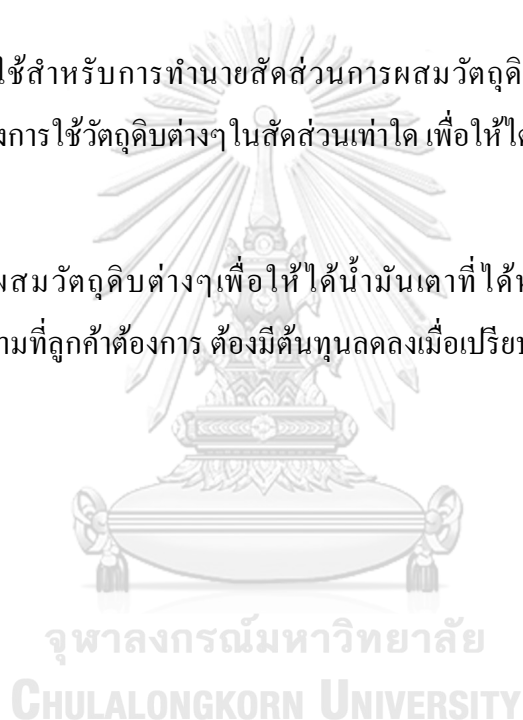 ใช้สำหรับการทำนายสัดส่วนการผสมวัตถุดิ
งการใช้วัตถุดิบต่างๆ ในสัดส่วนเท่าใด เพื่อให้ได้
ผสมวัตถุดิบต่างๆเพื่อให้ได้น้ำมันเตาที่ได้
ามที่ลูกค้าต้องการ ต้องมีต้นทุนลดลงเมื่อเปรีย
จุฬาลงกรณ์มหาวิทยาลัย
CHULALONGKORN UNIVERSITY